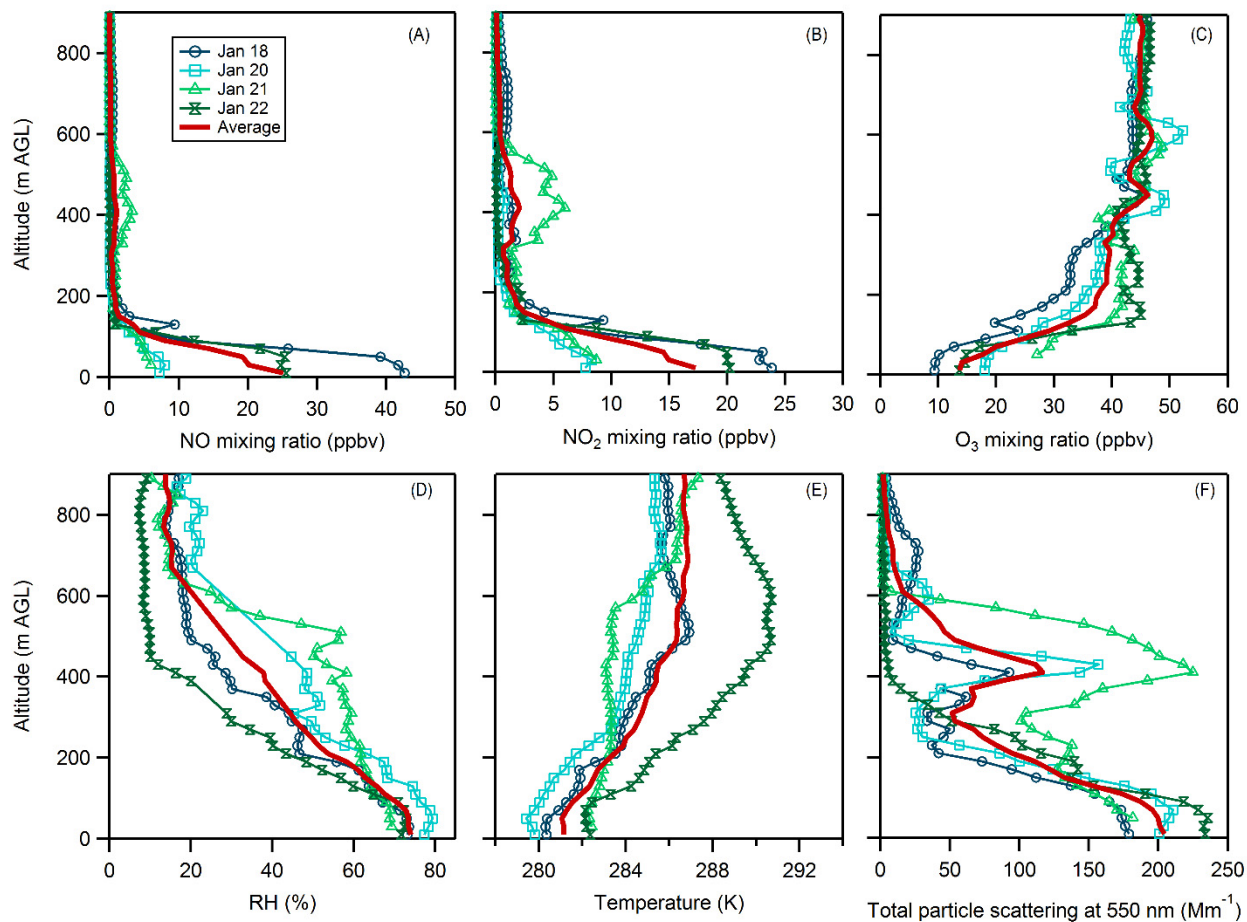 (A)
Jan 18
Jan 20
Jan 21
Jan 22
Average
Altitude (m AGL)
800
600
400
200
0
0 10 20 30 40 50
NO mixing ratio (ppbv)
(B)
0 5 10 15 20 25 30
NO₂ mixing ratio (ppbv)
(C)
0 10 20 30 40 50 60
O₃ mixing ratio (ppbv)
(D)
Altitude (m AGL)
800
600
400
200
0
0 20 40 60 80
RH (%)
(E)
280 284 288 292
Temperature (K)
(F)
0 50 100 150 200 250
Total particle scattering at 550 nm (Mm⁻¹)